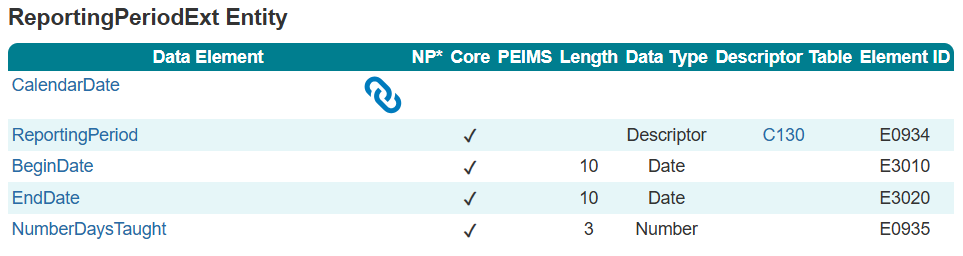 ReportingPeriodExt Entity
Data Element NP* Core PEIMS Length Data Type Descriptor Table Element ID
CalendarDate
ReportingPeriod ✓ Descriptor C130 E0934
BeginDate ✓ 10 Date E3010
EndDate ✓ 10 Date E3020
NumberDaysTaught ✓ 3 Number E0935